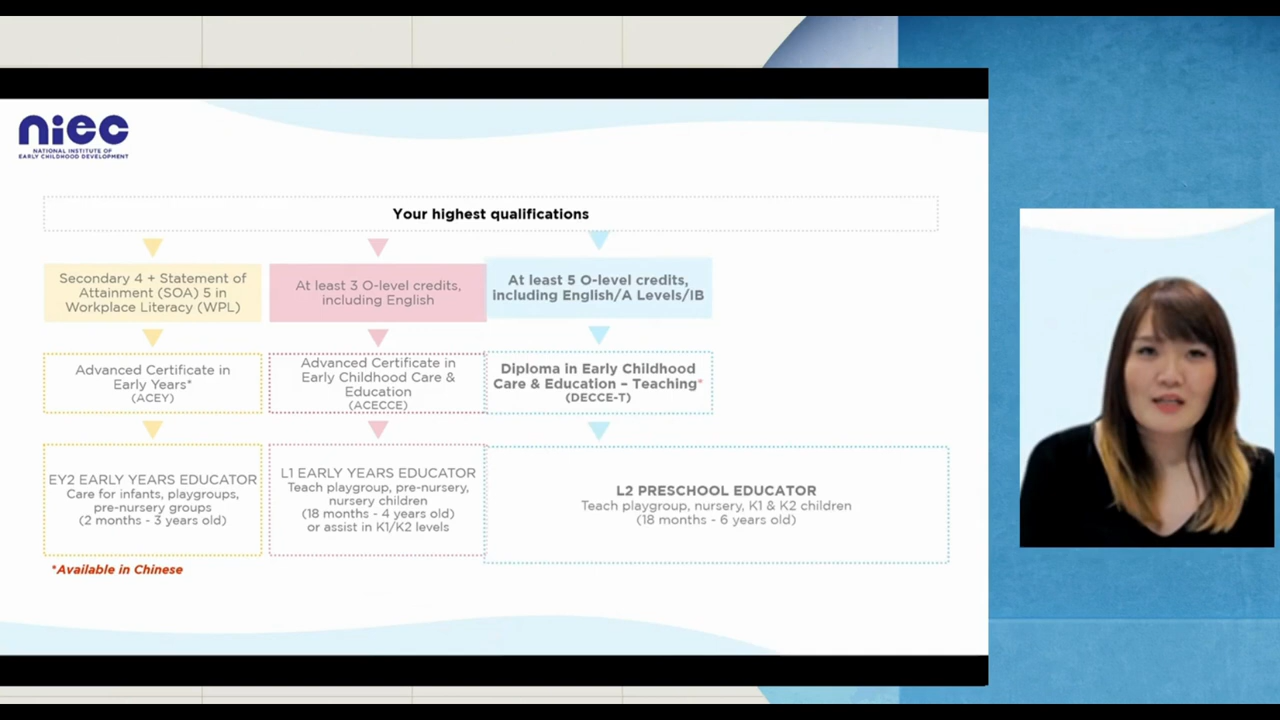 niec
NATIONAL INSTITUTE OF
EARLY CHILDHOOD DEVELOPMENT
Your highest qualifications
Secondary 4 + Statement of
Attainment (SOA) 5 in
Workplace Literacy (WPL)
At least 3 O-level credits,
including English
At least 5 O-level credits,
including English/A Levels/IB
Advanced Certificate in
Early Years*
(ACEY)
Advanced Certificate in
Early Childhood Care &
Education
(ACECCE)
Diploma in Early Childhood
Care & Education – Teaching*
(DECCE-T)
EY2 EARLY YEARS EDUCATOR
Care for infants, playgroups,
pre-nursery groups
(2 months - 3 years old)
L1 EARLY YEARS EDUCATOR
Teach playgroup, pre-nursery,
nursery children
(18 months - 4 years old)
or assist in K1/K2 levels
L2 PRESCHOOL EDUCATOR
Teach playgroup, nursery, K1 & K2 children
(18 months - 6 years old)
*Available in Chinese